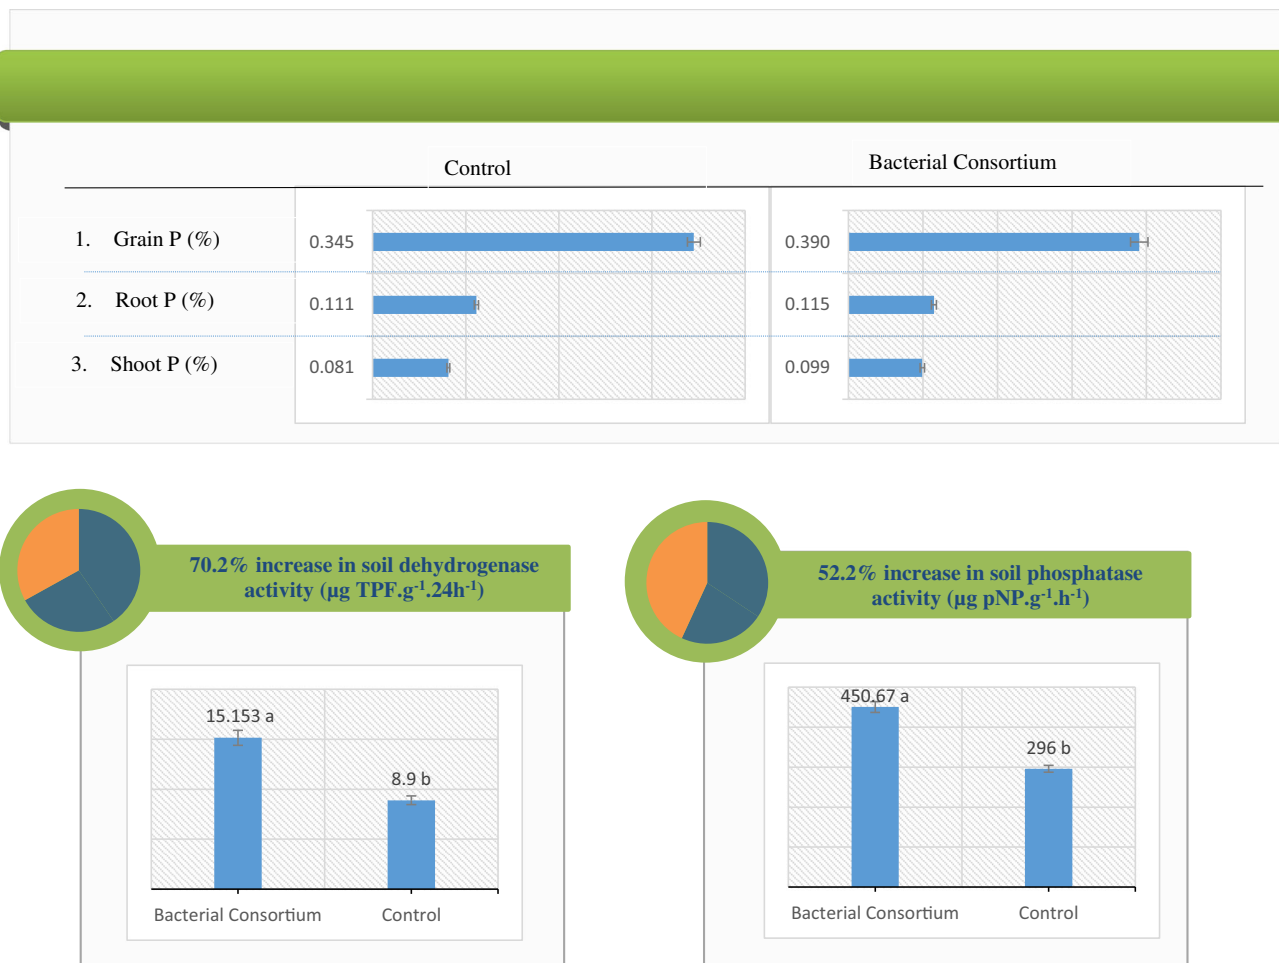 Control
Bacterial Consortium
1. Grain P (%)
0.345
0.390
2. Root P (%)
0.111
0.115
3. Shoot P (%)
0.081
0.099
70.2% increase in soil dehydrogenase
activity (µg TPF.g⁻¹.24h⁻¹)
52.2% increase in soil phosphatase
activity (µg pNP.g⁻¹.h⁻¹)
15.153 a
8.9 b
Bacterial Consortium
Control
450.67 a
296 b
Bacterial Consortium
Control